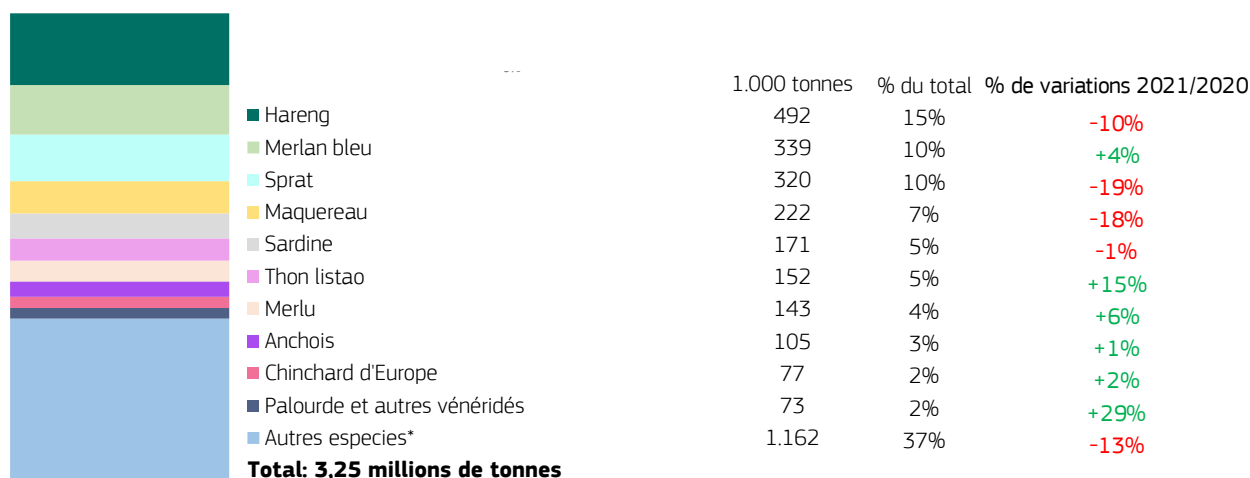 1.000 tonnes % du total % de variations 2021/2020
Hareng 492 15% -10%
Merlan bleu 339 10% +4%
Sprat 320 10% -19%
Maquereau 222 7% -18%
Sardine 171 5% -1%
Thon listao 152 5% +15%
Merlu 143 4% +6%
Anchois 105 3% +1%
Chinchard d'Europe 77 2% +2%
Palourde et autres vénéridés 73 2% +29%
Autres especies* 1.162 37% -13%
Total: 3,25 millions de tonnes